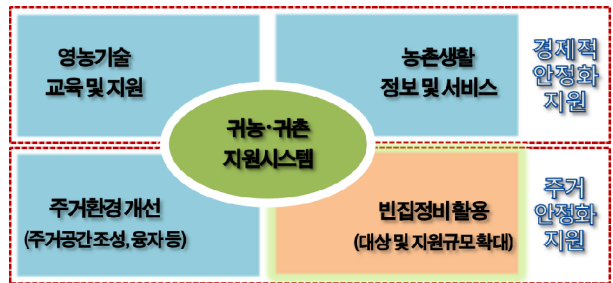 영농기술
교육 및 지원
농촌생활
정보 및 서비스
경제적
안정화
지원
귀농·귀촌
지원시스템
주거환경 개선
(주거공간 조성, 융자 등)
빈집정비 활용
(대상 및 지원규모 확대)
주거
안정화
지원